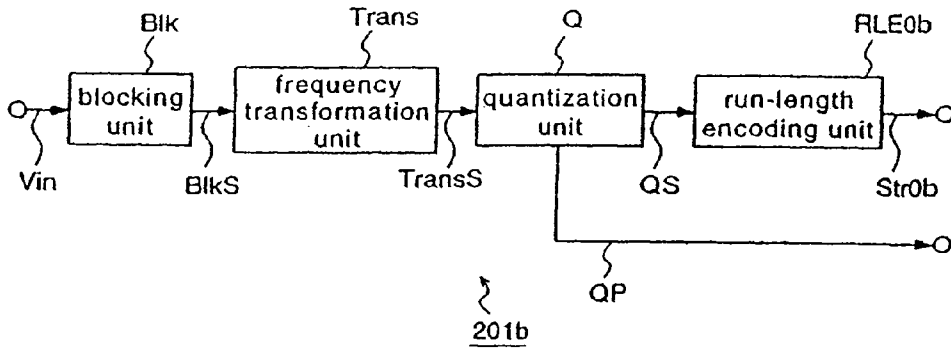 Blk
Trans
Q
RLE0b
blocking
unit
frequency
transformation
unit
quantization
unit
run-length
encoding unit
Vin
BlkS
TransS
QS
Str0b
QP
201b